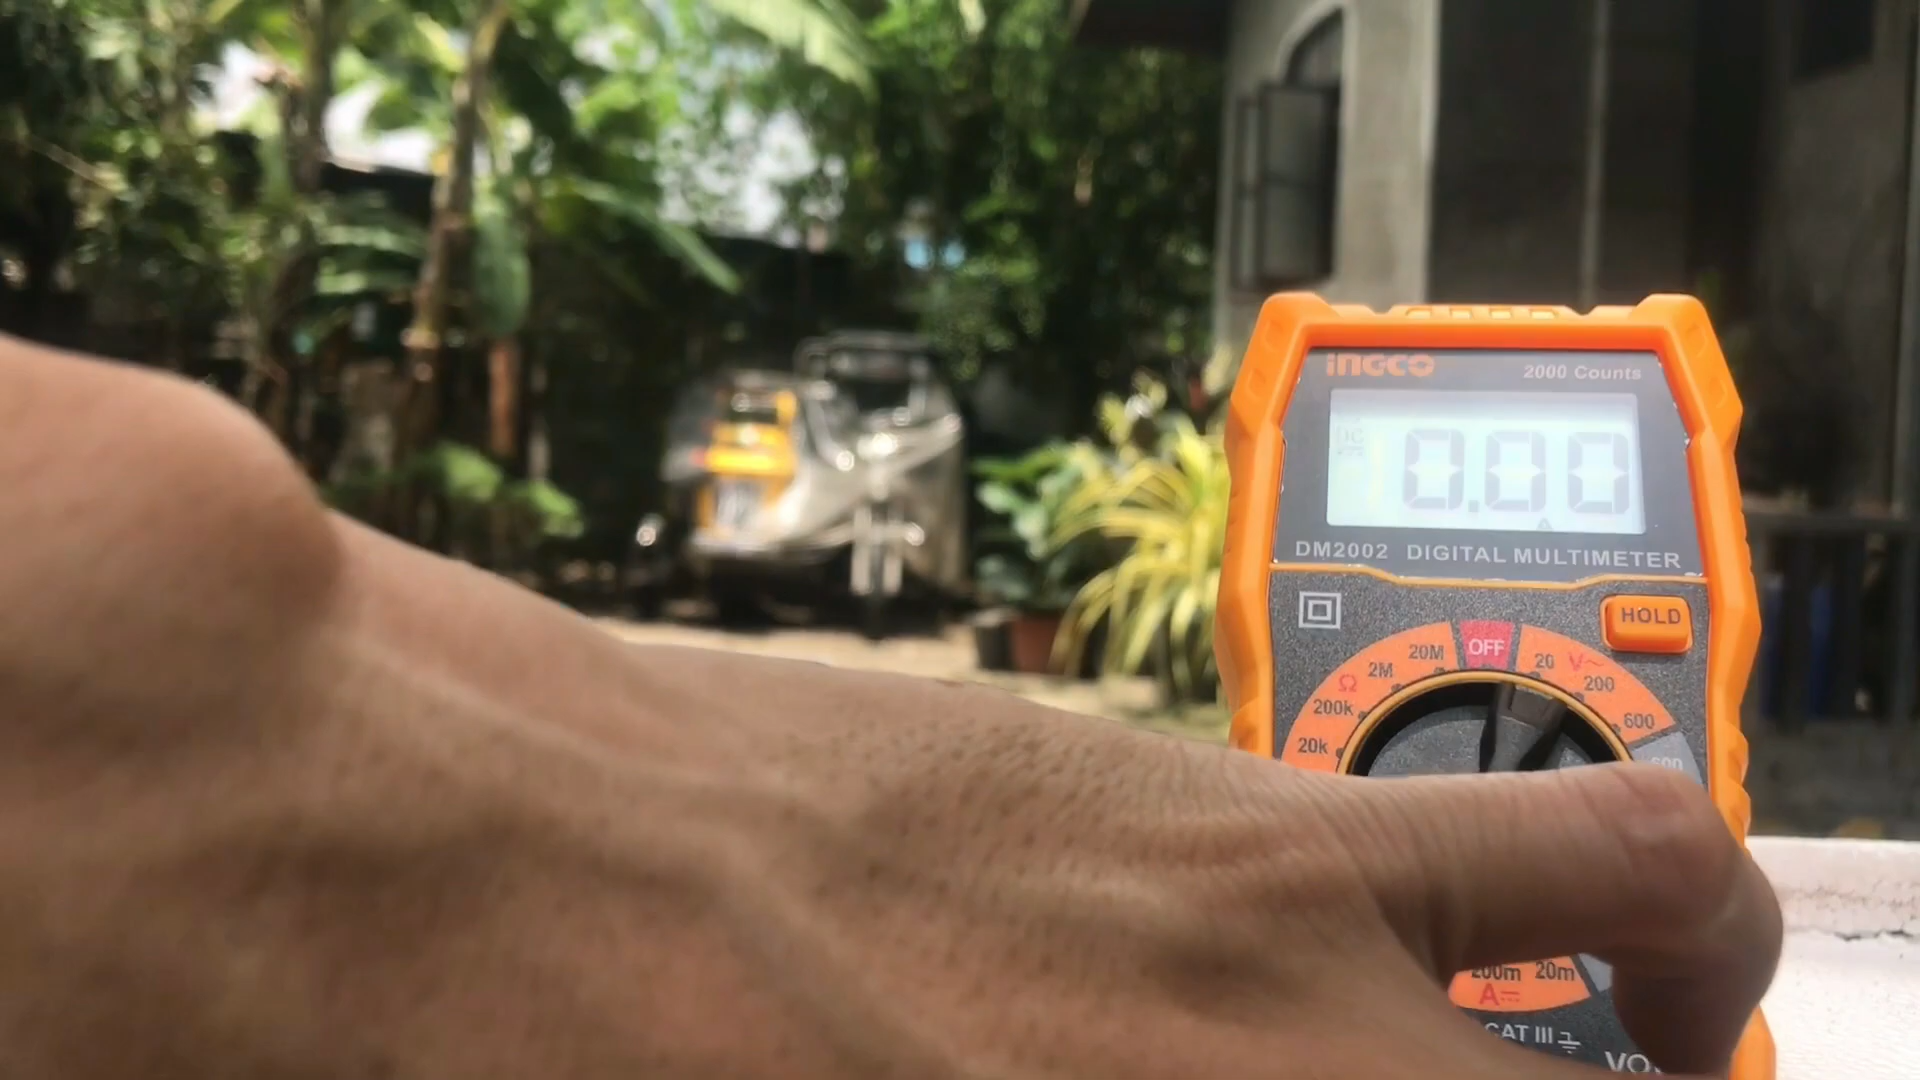 INGCO 2000 Counts
DC
0.00
A
DM2002 DIGITAL MULTIMETER
HOLD
OFF
20M 20 V~
2M 200
Ω
200k 600
20k 600
200m 20m
A
CAT III